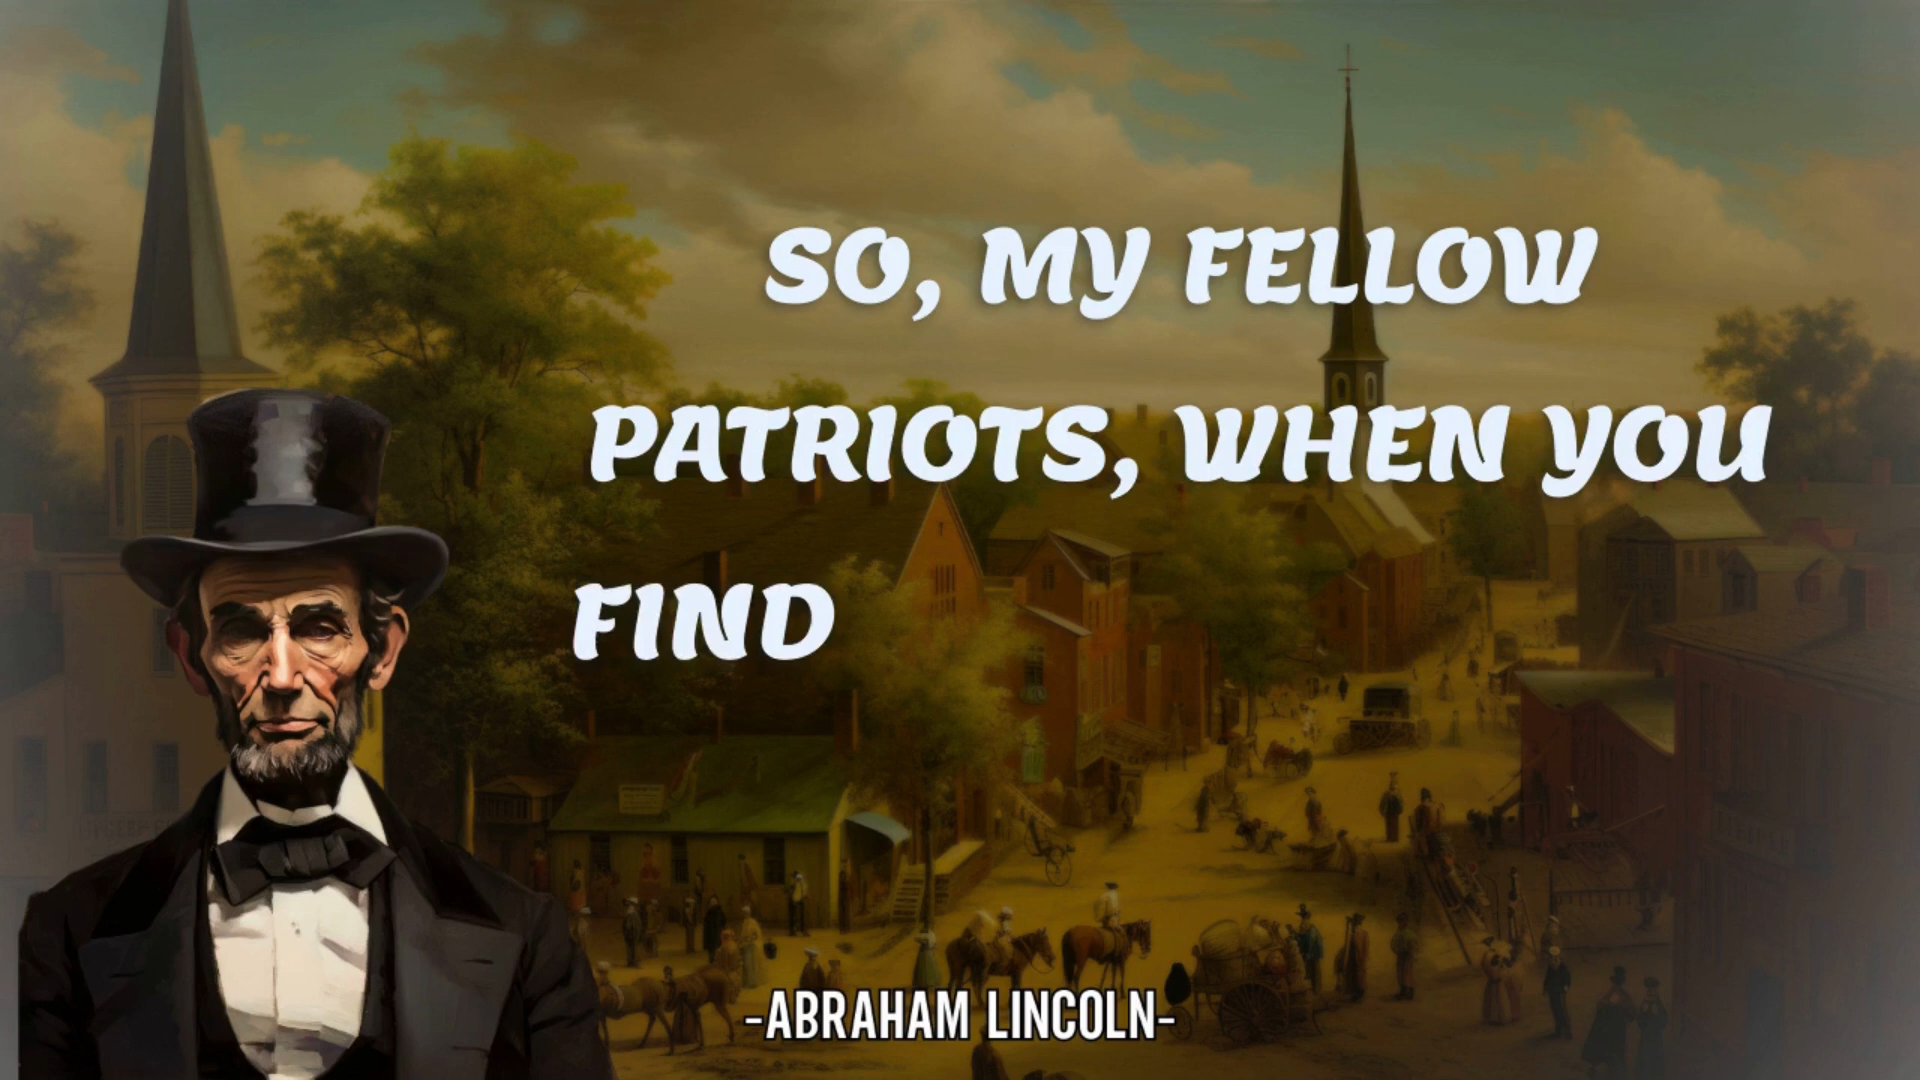 SO, MY FELLOW
PATRIOTS, WHEN YOU
FIND
-ABRAHAM LINCOLN-